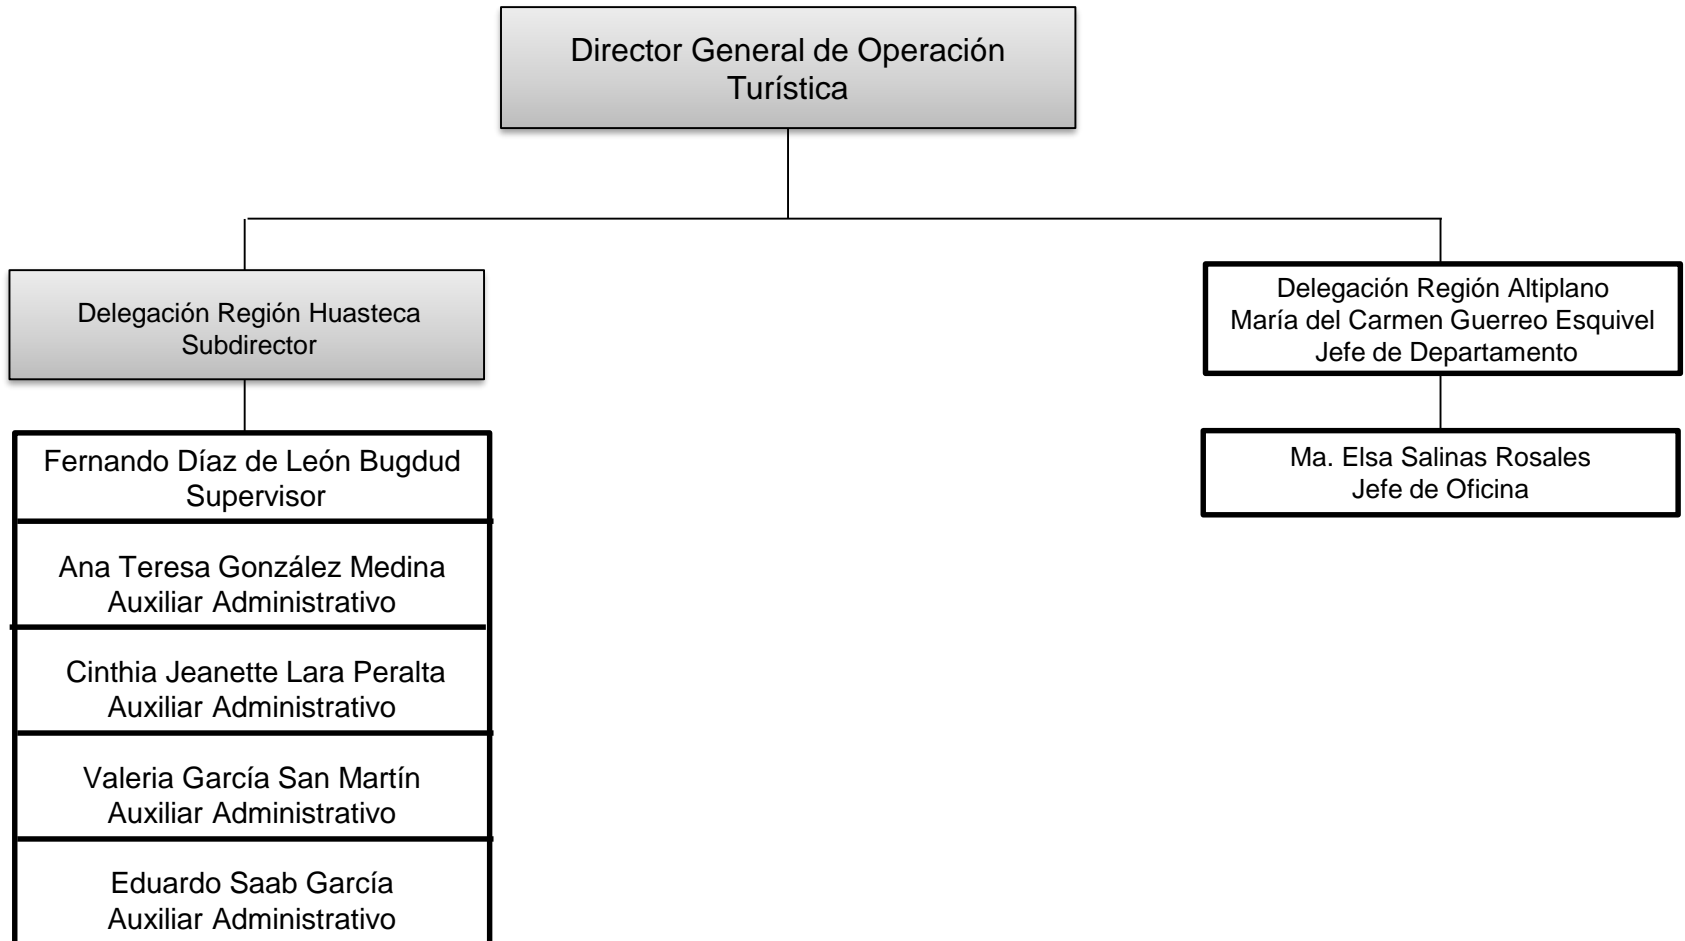 Director General de Operación
Turística
Delegación Región Huasteca
Subdirector
Delegación Región Altiplano
María del Carmen Guerreo Esquivel
Jefe de Departamento
Fernando Díaz de León Bugdud
Supervisor
Ana Teresa González Medina
Auxiliar Administrativo
Cinthia Jeanette Lara Peralta
Auxiliar Administrativo
Valeria García San Martín
Auxiliar Administrativo
Eduardo Saab García
Auxiliar Administrativo
Ma. Elsa Salinas Rosales
Jefe de Oficina